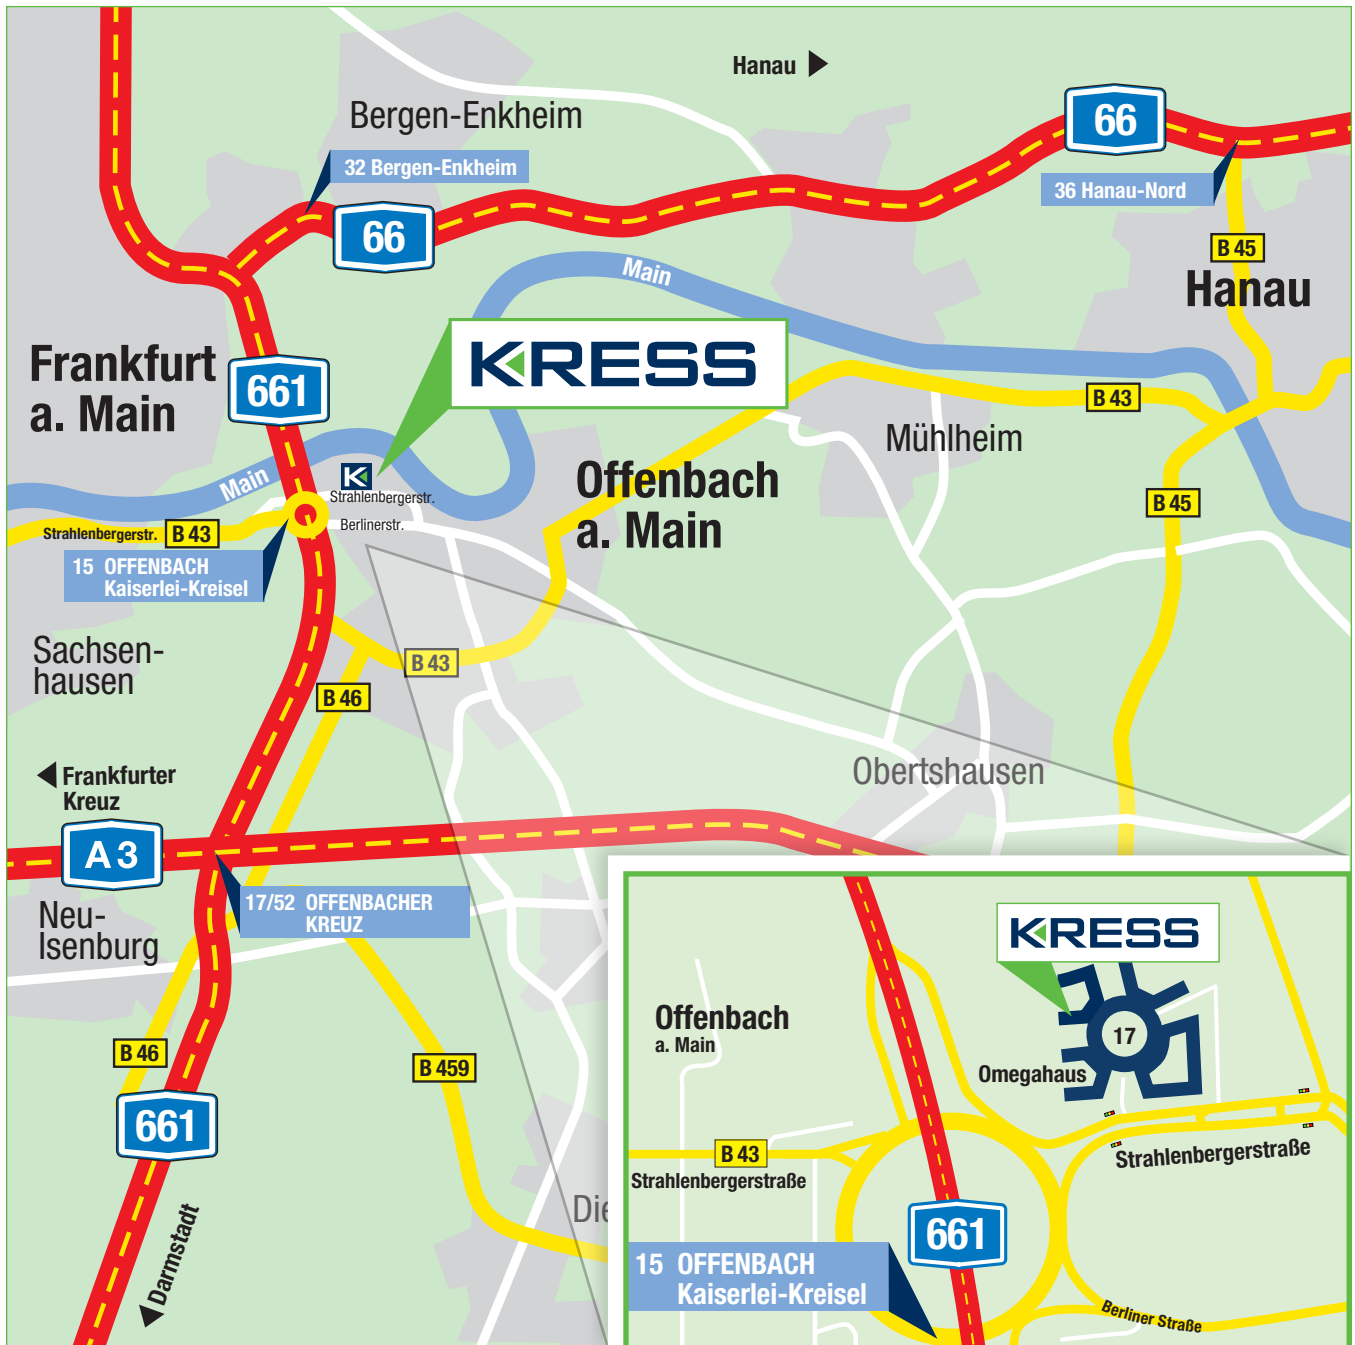 Hanau
Bergen-Enkheim
66
32 Bergen-Enkheim
36 Hanau-Nord
66
B 45
Main
Hanau
KRESS
Frankfurt
a. Main
661
B 43
Mühlheim
Main
K
Offenbach
a. Main
Strahlenbergerstr.
B 45
Berlinerstr.
Strahlenbergerstr.
B 43
15 OFFENBACH
Kaiserlei-Kreisel
Sachsen-
hausen
B 43
B 46
Frankfurter
Kreuz
Obertshausen
A 3
17/52 OFFENBACHER
KREUZ
Neu-
Isenburg
B 46
B 459
661
Darmstadt
Die
KRESS
Offenbach
a. Main
17
Omegahaus
B 43
Strahlenbergerstraße
Strahlenbergerstraße
661
15 OFFENBACH
Kaiserlei-Kreisel
Berliner Straße